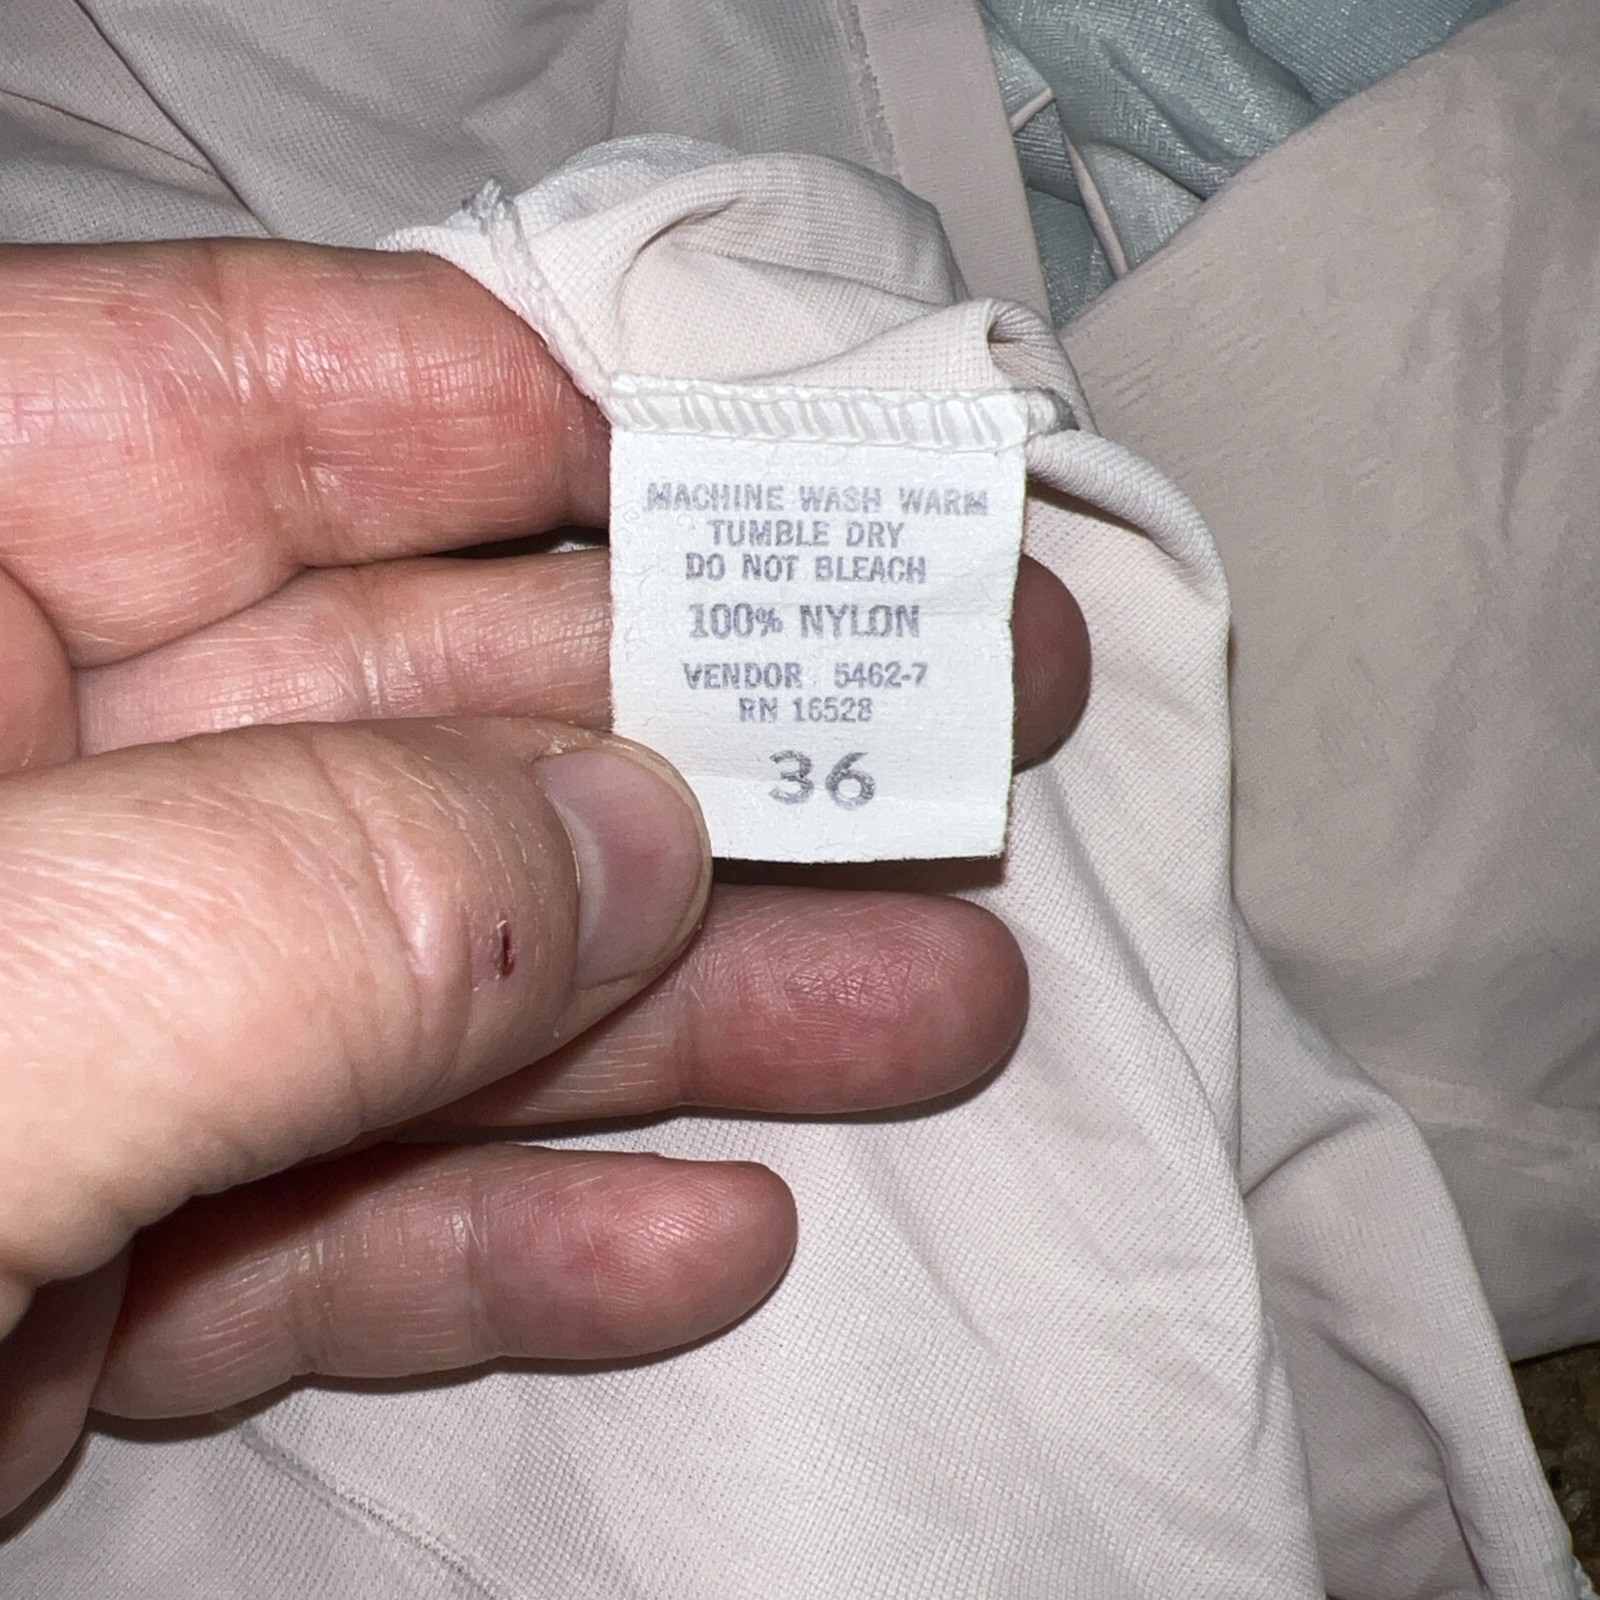 MACHINE WASH WARM
TUMBLE DRY
DO NOT BLEACH
100% NYLON
VENDOR 5462-7
RN 16528
36